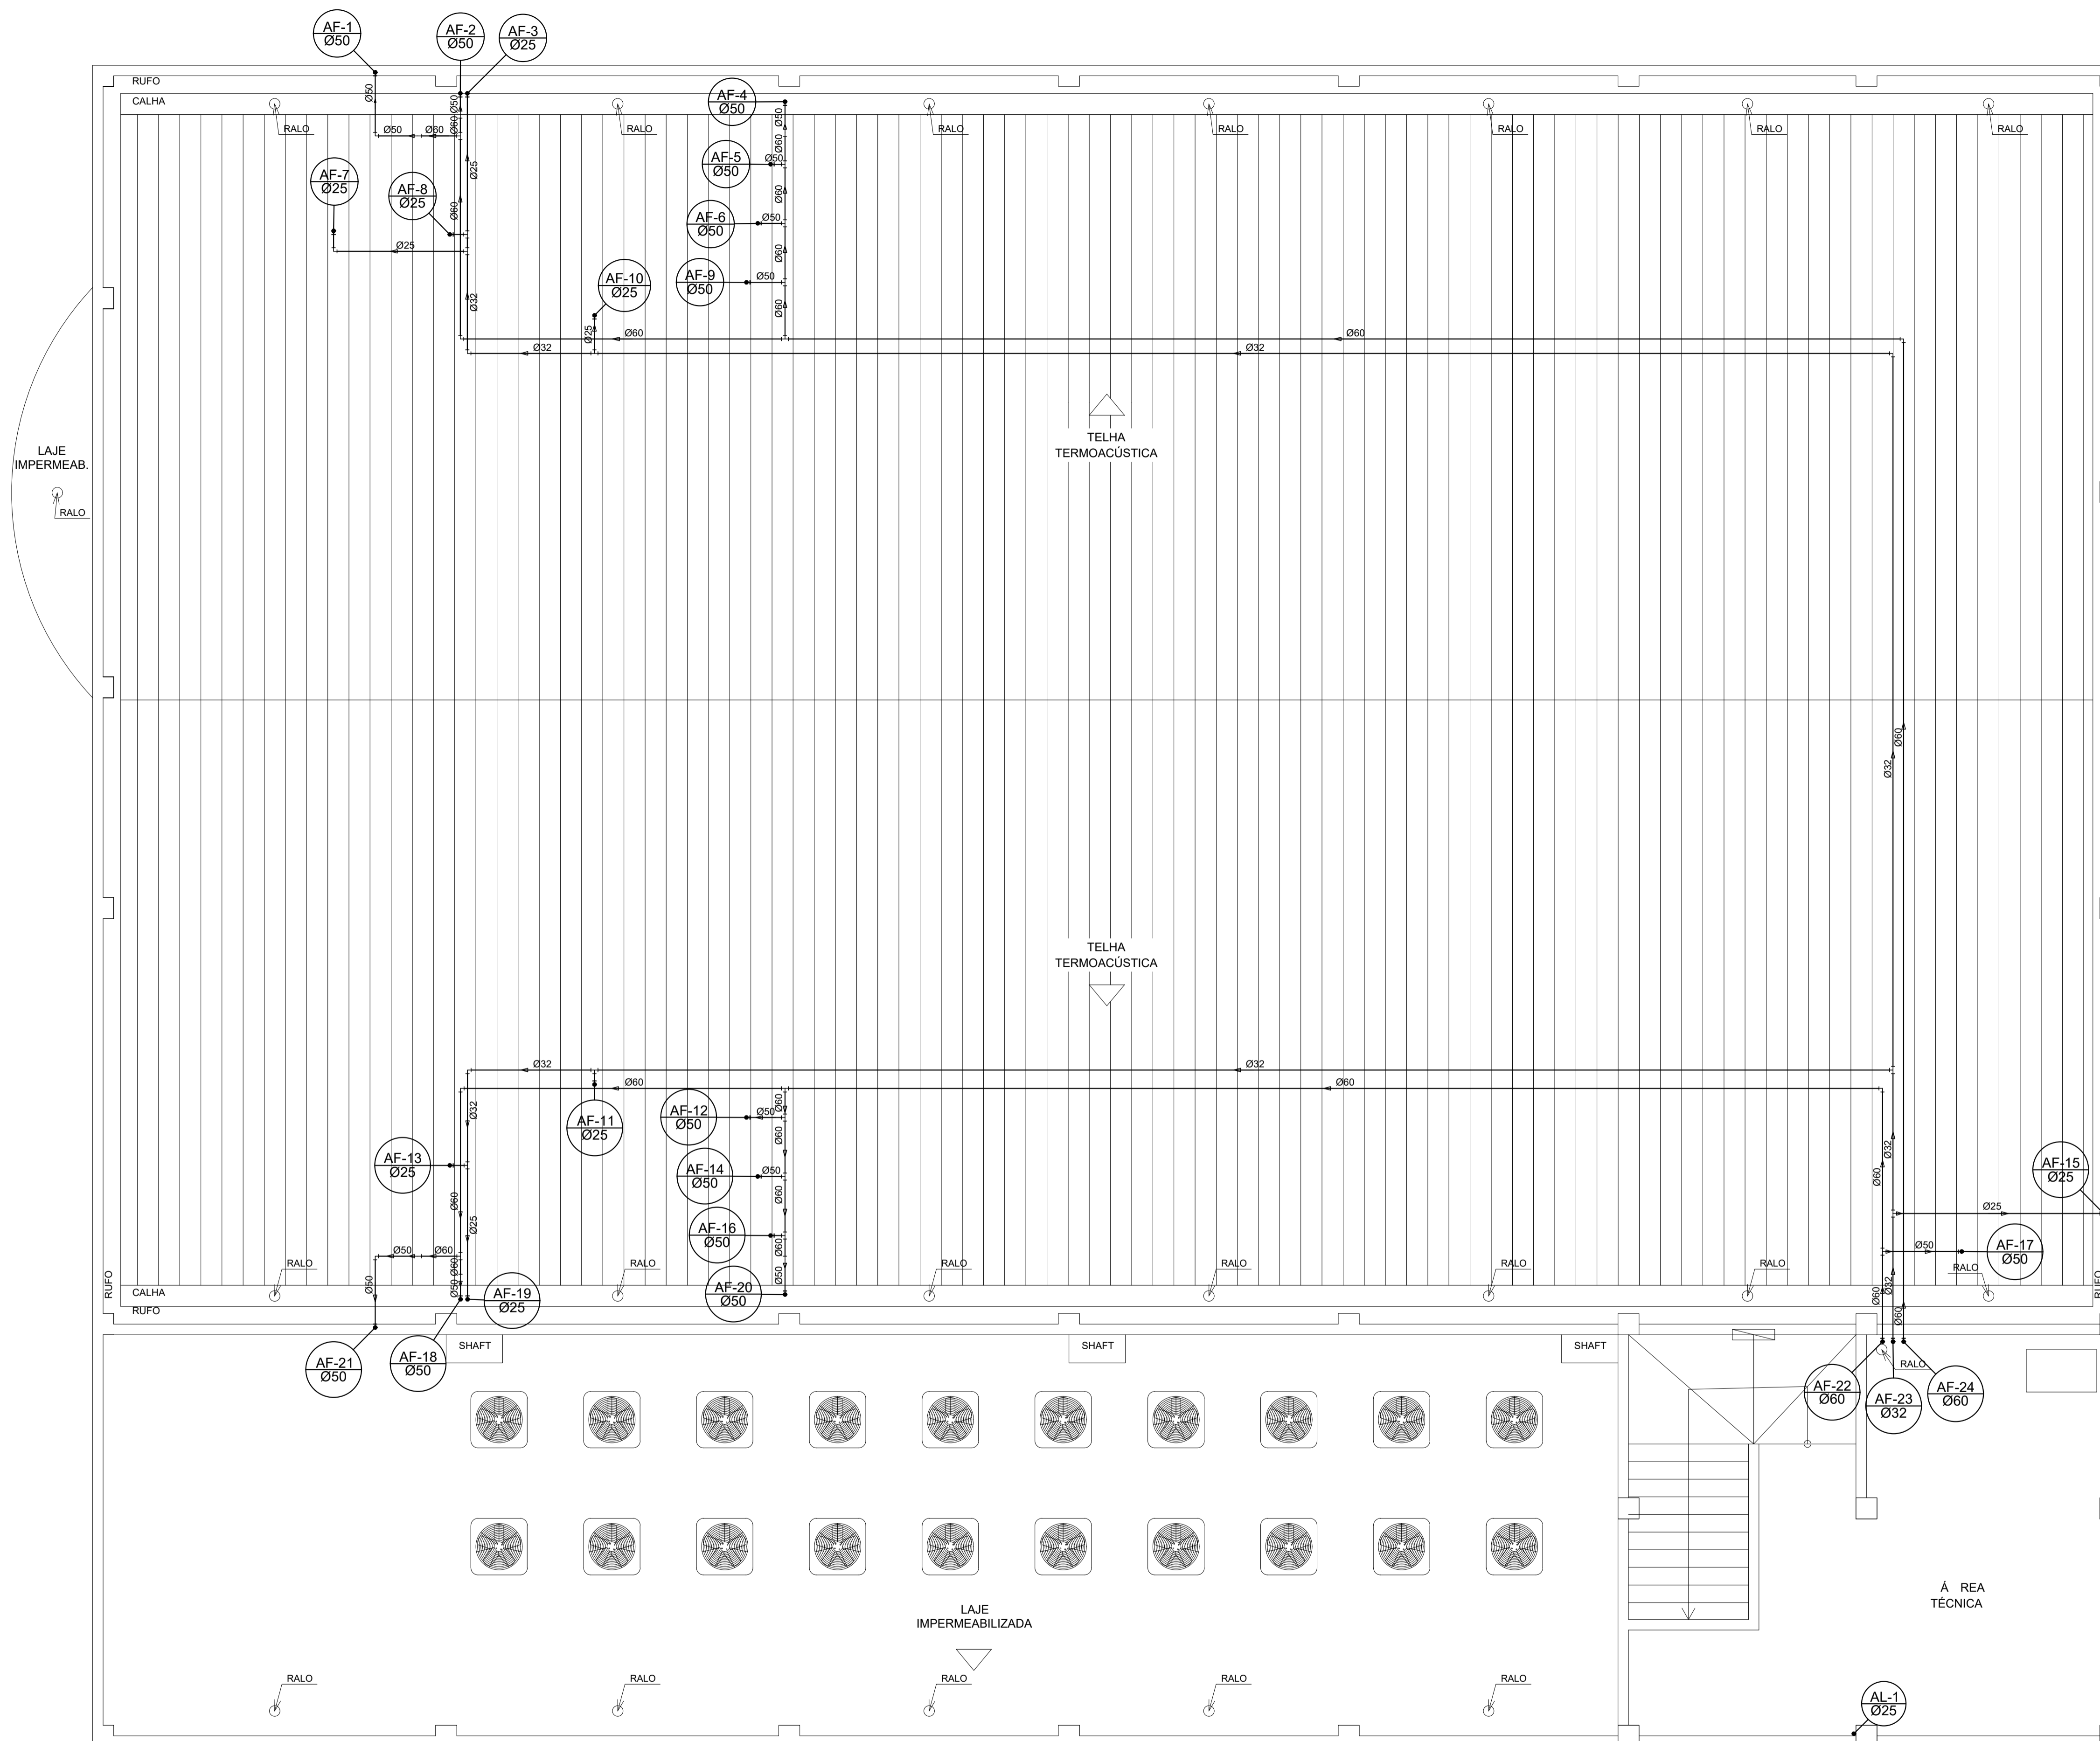 AF-1
Ø50
AF-2
Ø50
AF-3
Ø25
RUFO
CALHA
Ø50
Ø50
Ø60
Ø50
Ø60
AF-4
Ø50
Ø50
Ø60
RALO
RALO
RALO
RALO
RALO
RALO
RALO
AF-5
Ø50
Ø50
AF-7
Ø25
AF-8
Ø25
Ø25
Ø60
Ø60
AF-6
Ø50
Ø50
Ø25
Ø60
AF-9
Ø50
Ø50
AF-10
Ø25
Ø32
Ø60
Ø25
Ø60
Ø60
Ø32
Ø32
LAJE
IMPERMEAB.
RALO
TELHA
TERMOACÚSTICA
Ø60
Ø32
TELHA
TERMOACÚSTICA
Ø32
Ø32
Ø60
Ø60
Ø32
AF-11
Ø25
AF-12
Ø50
Ø50
Ø60
Ø60
AF-13
Ø25
AF-14
Ø50
Ø50
Ø60
Ø60
Ø25
AF-16
Ø50
Ø60
Ø50
Ø60
Ø60
Ø50
Ø50
AF-20
Ø50
Ø50
Ø32
Ø60
AF-15
Ø25
Ø25
Ø50
AF-17
Ø50
RALO
RALO
RALO
RALO
RALO
RALO
RALO
Ø60
Ø32
Ø60
RUFO
CALHA
RUFO
RUFO
AF-19
Ø25
AF-21
Ø50
AF-18
Ø50
SHAFT
SHAFT
SHAFT
RALO
AF-22
Ø60
AF-23
Ø32
AF-24
Ø60
Á REA
TÉCNICA
LAJE
IMPERMEABILIZADA
RALO
RALO
RALO
RALO
RALO
AL-1
Ø25